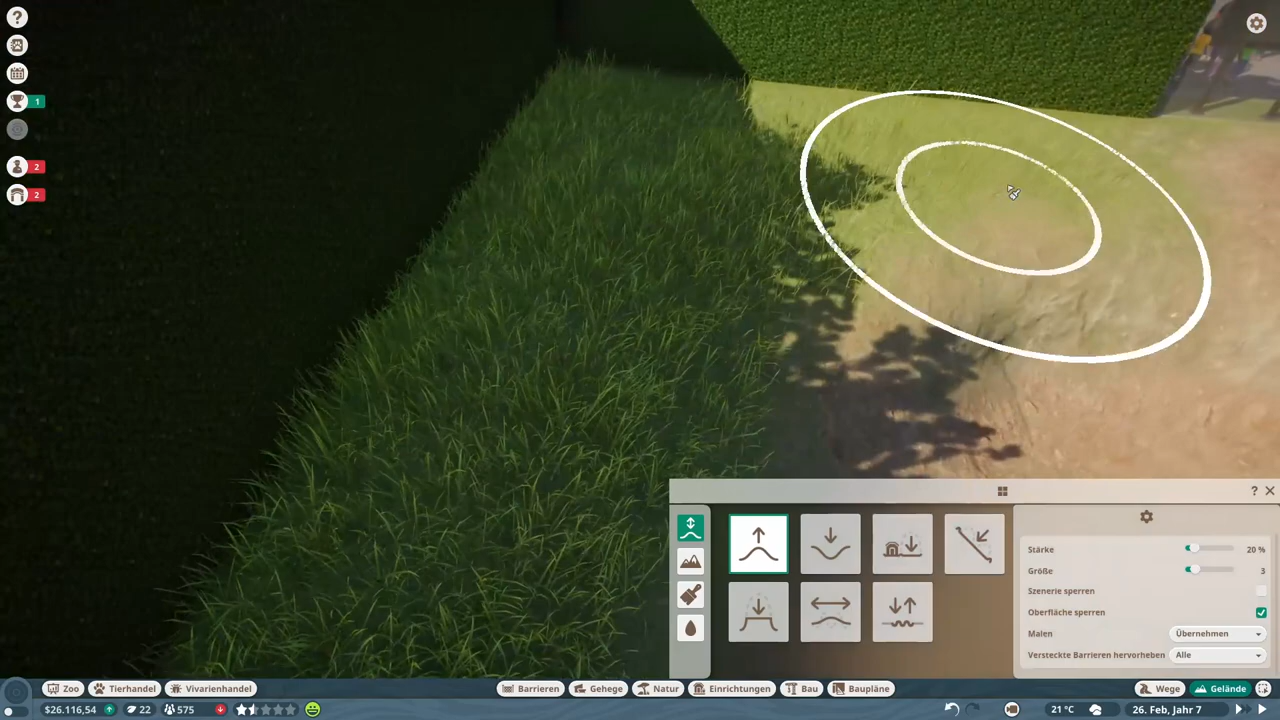 ?
1
2
2
? ×
Stärke 20 %
Größe 3
Szenerie sperren
Oberfläche sperren
Malen Übernehmen
Versteckte Barrieren hervorheben Alle
Zoo Tierhandel Vivarienhandel Barrieren Gehege Natur Einrichtungen Bau Baupläne Wege Gelände
$26.116,54 22 575 21 °C 26. Feb, Jahr 7